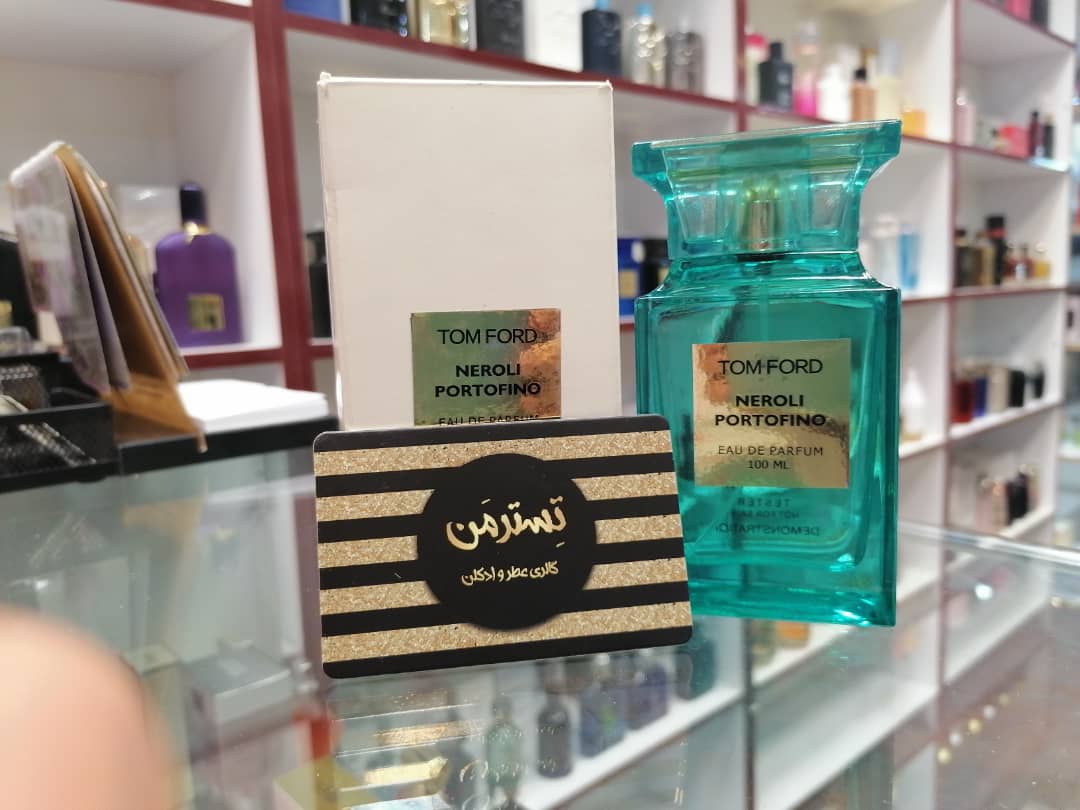 TOM FORD
NEROLI
PORTOFINO
EAU DE PARFUM
TOM FORD
NEROLI
PORTOFINO
EAU DE PARFUM
100 ML
TESTER
DEMONSTRATION
تِسترمَن
گالری عطر و ادکلن